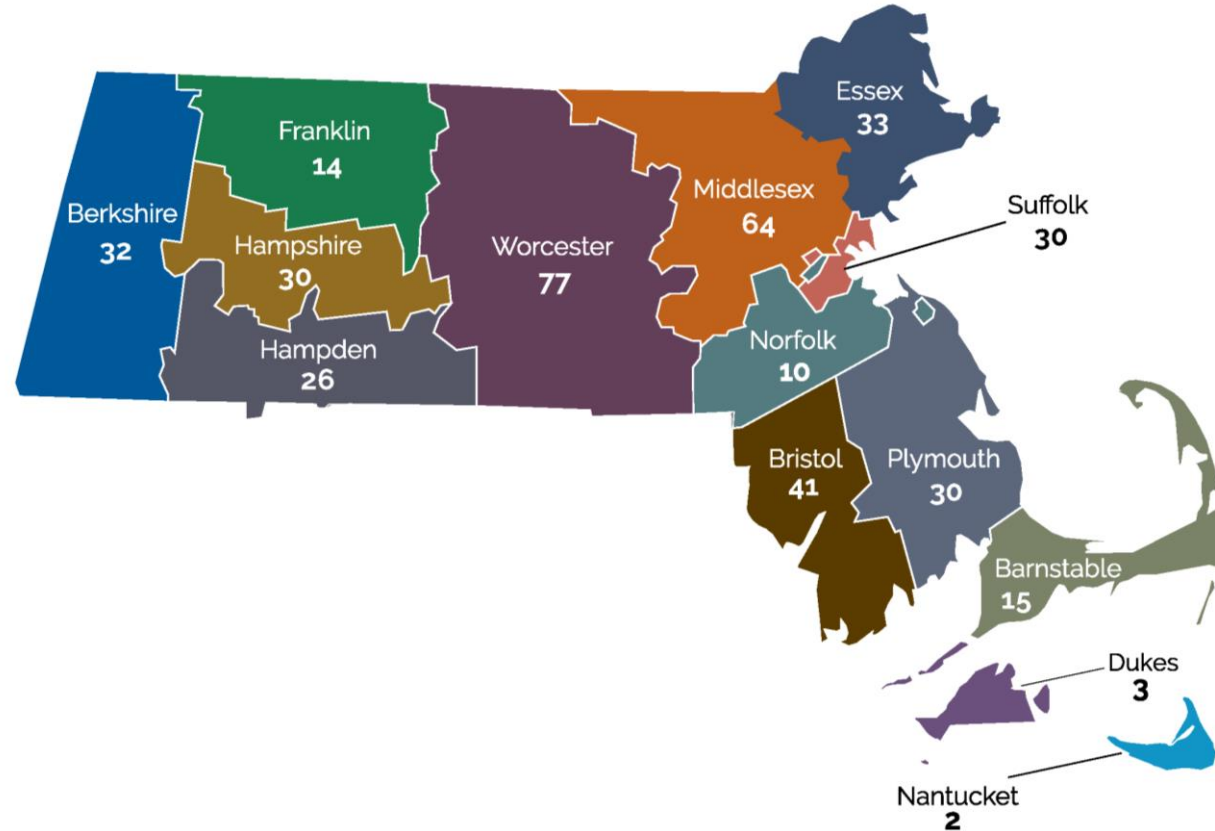 Essex
33
Franklin
14
Middlesex
64
Suffolk
30
Berkshire
32
Hampshire
30
Worcester
77
Norfolk
10
Hampden
26
Bristol
41
Plymouth
30
Barnstable
15
Dukes
3
Nantucket
2